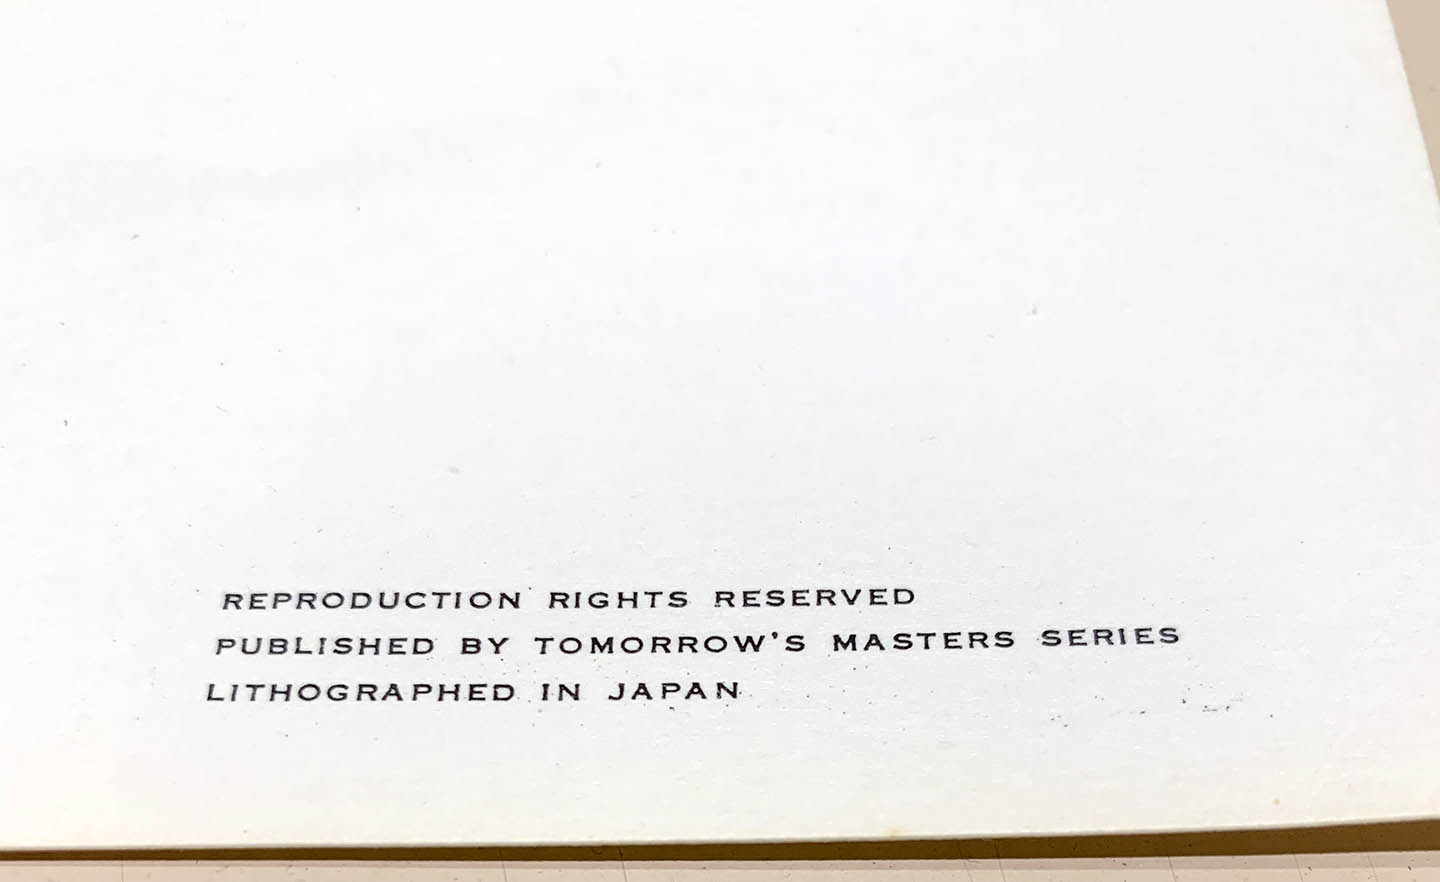 REPRODUCTION RIGHTS RESERVED
PUBLISHED BY TOMORROW'S MASTERS SERIES
LITHOGRAPHED IN JAPAN